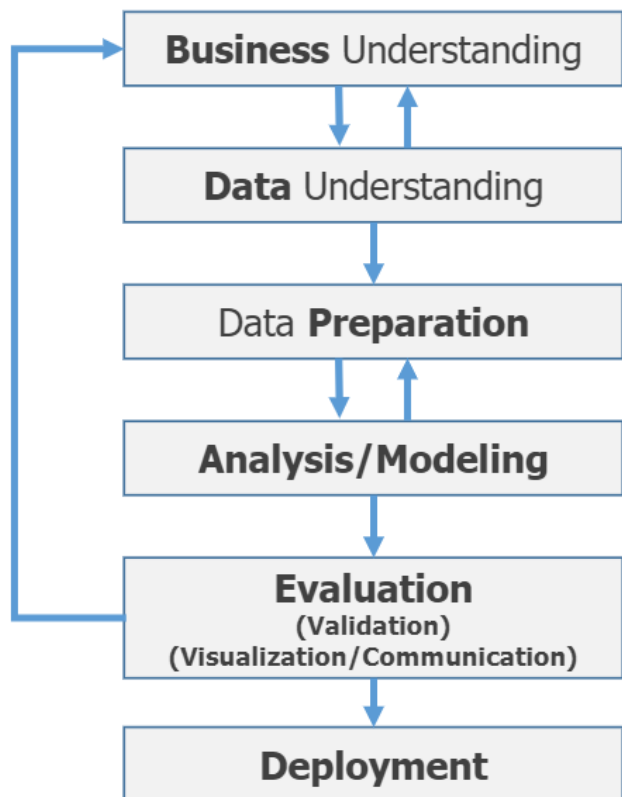 Business Understanding
Data Understanding
Data Preparation
Analysis/Modeling
Evaluation
(Validation)
(Visualization/Communication)
Deployment